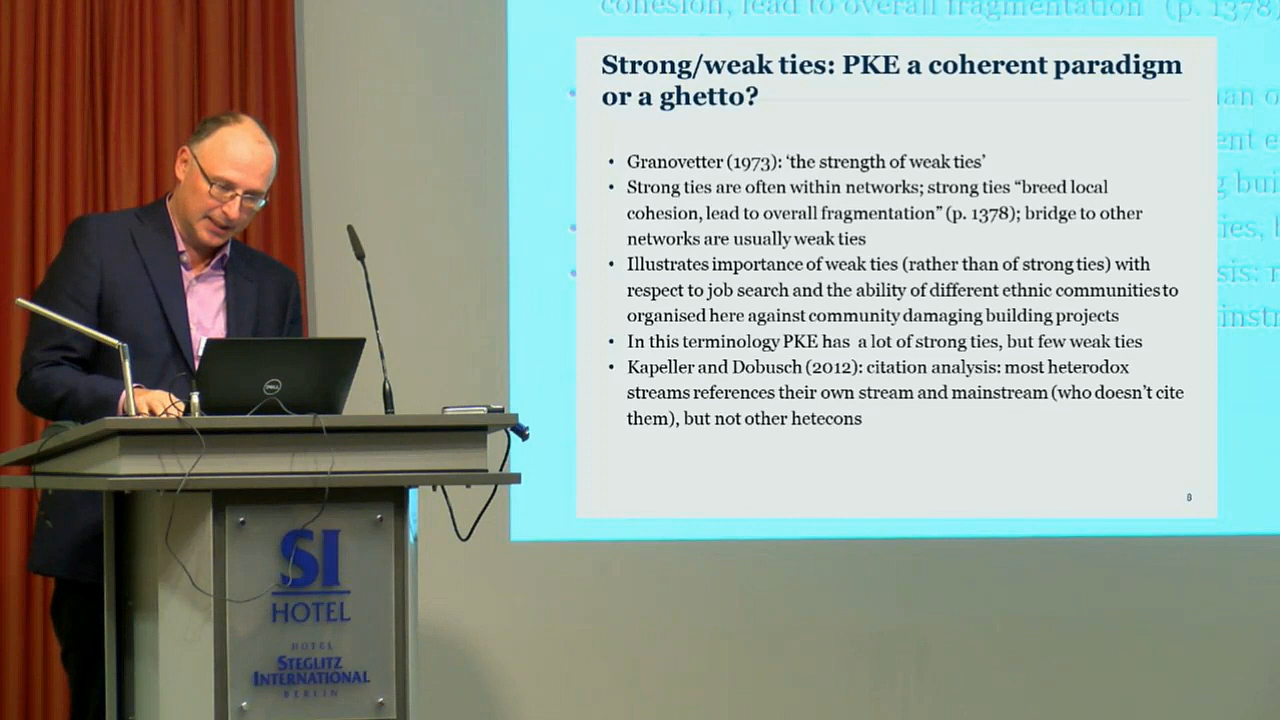 cohesion, lead to overall fragmentation" (p. 1378)
Strong/weak ties: PKE a coherent paradigm
or a ghetto?
• Granovetter (1973): ‘the strength of weak ties’
• Strong ties are often within networks; strong ties “breed local
cohesion, lead to overall fragmentation” (p. 1378); bridge to other
networks are usually weak ties
• Illustrates importance of weak ties (rather than of strong ties) with
respect to job search and the ability of different ethnic communities to
organised here against community damaging building projects
• In this terminology PKE has a lot of strong ties, but few weak ties
• Kapeller and Dobusch (2012): citation analysis: most heterodox
streams references their own stream and mainstream (who doesn’t cite
them), but not other hetecons
8
DELL
SI
HOTEL
HOTEL
STEGLITZ
INTERNATIONAL
BERLIN